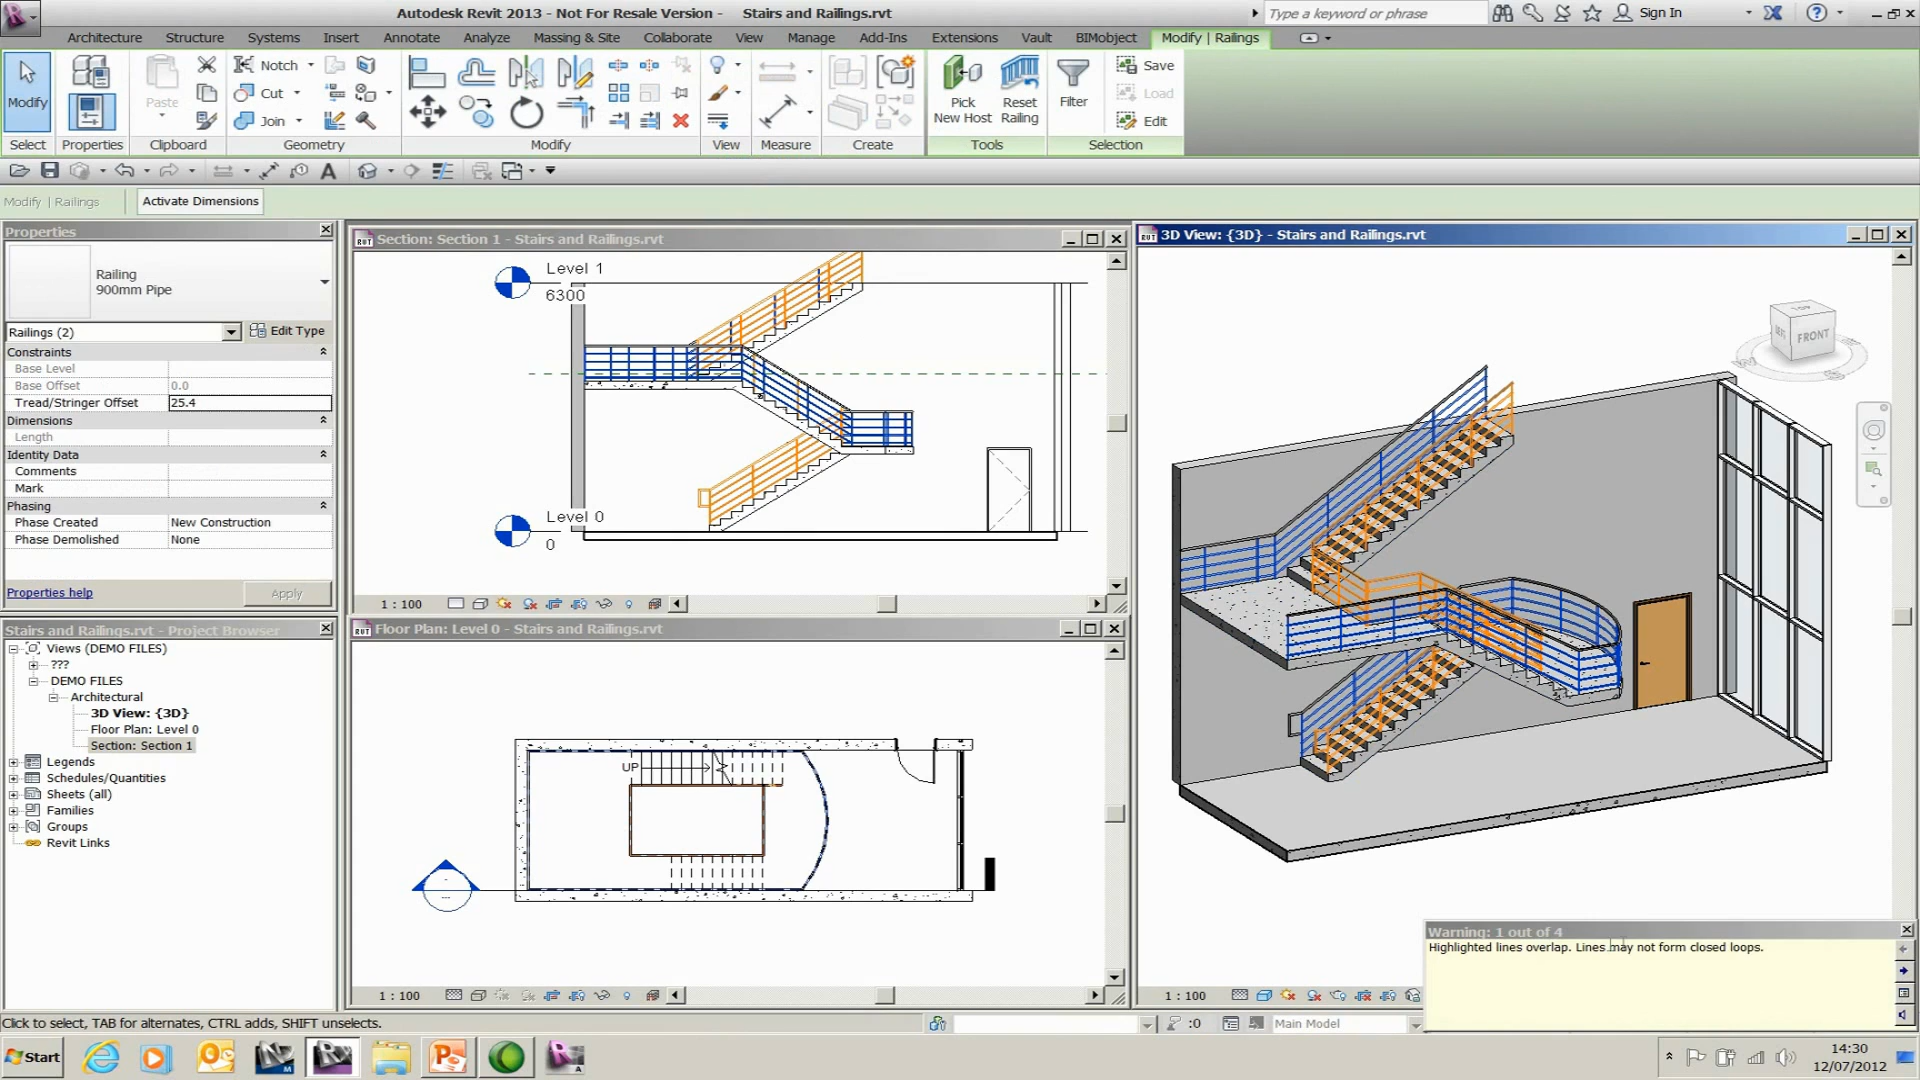 Autodesk Revit 2013 - Not For Resale Version - Stairs and Railings.rvt
Type a keyword or phrase
Sign In
Architecture Structure Systems Insert Annotate Analyze Massing & Site Collaborate View Manage Add-Ins Extensions Vault BIMobject Modify | Railings
Modify
Paste
Notch
Cut
Join
Pick New Host
Reset Railing
Filter
Save
Load
Edit
Select Properties Clipboard Geometry Modify View Measure Create Tools Selection
A
Modify | Railings Activate Dimensions
Properties
Railing
900mm Pipe
Railings (2) Edit Type
Constraints
Base Level
Base Offset 0.0
Tread/Stringer Offset 25.4
Dimensions
Length
Identity Data
Comments
Mark
Phasing
Phase Created New Construction
Phase Demolished None
Properties help Apply
Stairs and Railings.rvt - Project Browser
Views (DEMO FILES)
???
DEMO FILES
Architectural
3D View: {3D}
Floor Plan: Level 0
Section: Section 1
Legends
Schedules/Quantities
Sheets (all)
Families
Groups
Revit Links
Section: Section 1 - Stairs and Railings.rvt
Level 1
6300
Level 0
0
1 : 100
Floor Plan: Level 0 - Stairs and Railings.rvt
UP
1 : 100
3D View: {3D} - Stairs and Railings.rvt
FRONT
1 : 100
Warning: 1 out of 4
Highlighted lines overlap. Lines may not form closed loops.
Click to select, TAB for alternates, CTRL adds, SHIFT unselects.
:0
Main Model
Start
14:30
12/07/2012